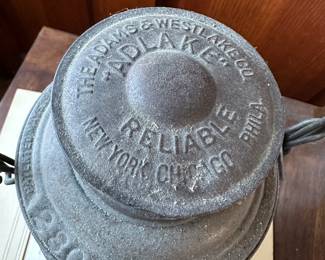 THE ADAMS & WESTLAKE CO.
"ADLAKE"
RELIABLE
NEW YORK CHICAGO PHILA.